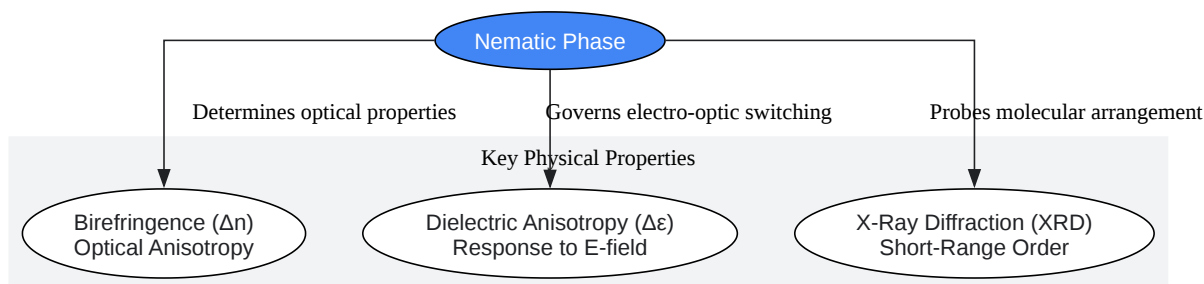 Nematic Phase
Determines optical properties
Governs electro-optic switching
Probes molecular arrangement
Key Physical Properties
Birefringence (Δn)
Optical Anisotropy
Dielectric Anisotropy (Δε)
Response to E-field
X-Ray Diffraction (XRD)
Short-Range Order